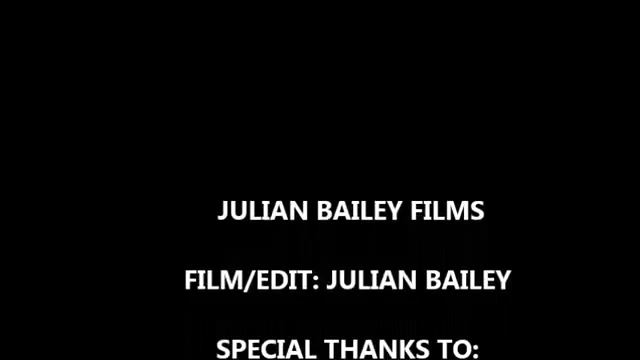 JULIAN BAILEY FILMS
FILM/EDIT: JULIAN BAILEY
SPECIAL THANKS TO: